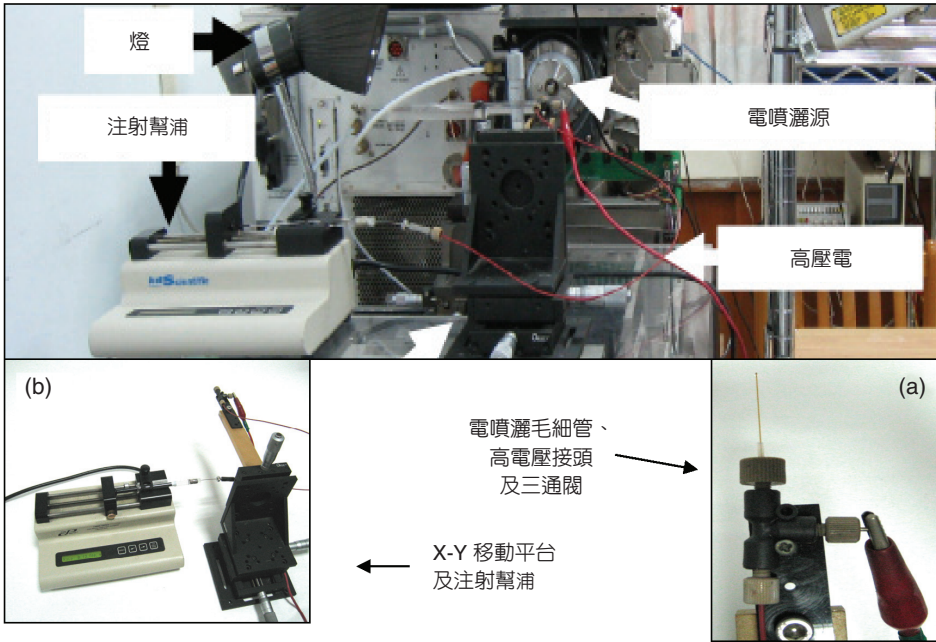 燈
注射幫浦
電噴灑源
高壓電
(b)
(a)
電噴灑毛細管、
高電壓接頭
及三通閥
X-Y 移動平台
及注射幫浦